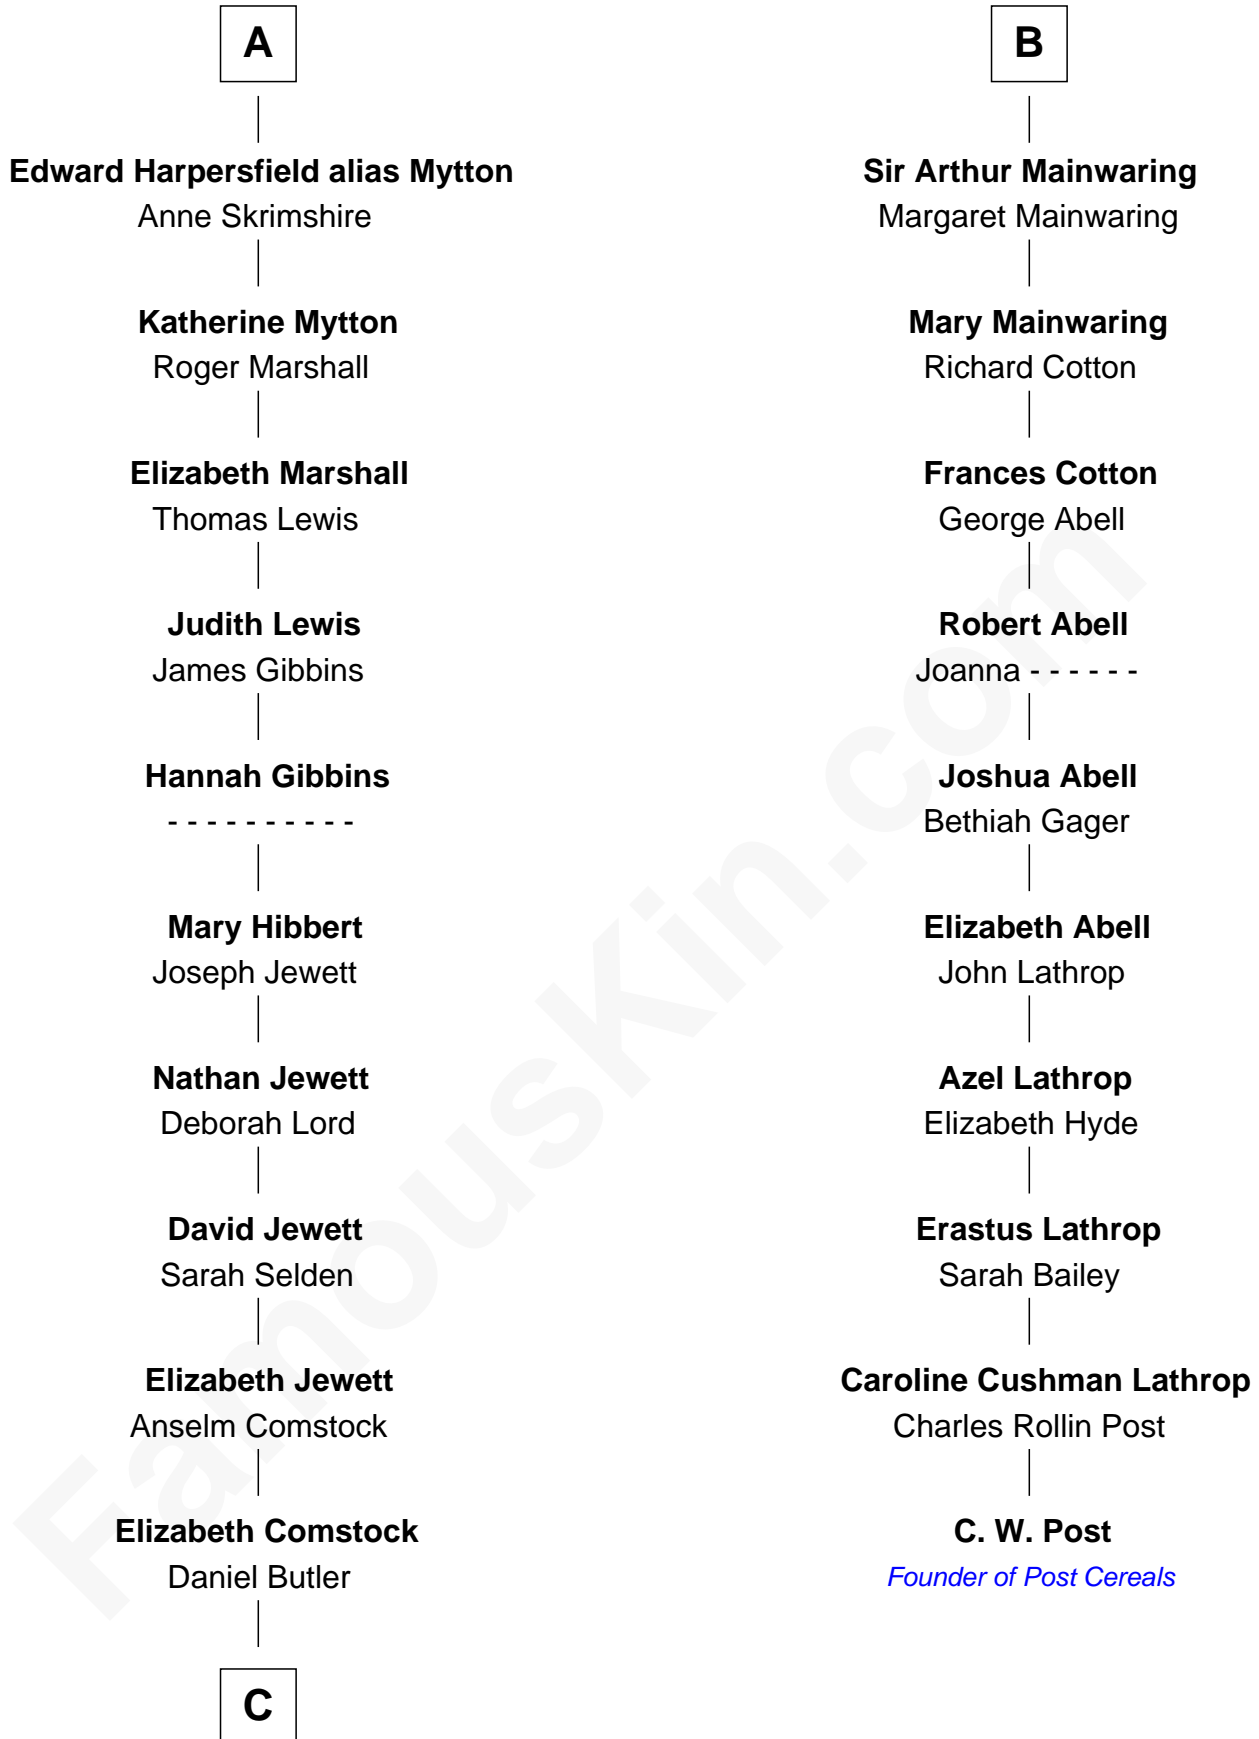 A
Edward Harpersfield alias Mytton
Anne Skrimshire
Katherine Mytton
Roger Marshall
Elizabeth Marshall
Thomas Lewis
Judith Lewis
James Gibbins
Hannah Gibbins
- - - - - - - - - -
Mary Hibbert
Joseph Jewett
Nathan Jewett
Deborah Lord
David Jewett
Sarah Selden
Elizabeth Jewett
Anselm Comstock
Elizabeth Comstock
Daniel Butler
C
B
Sir Arthur Mainwaring
Margaret Mainwaring
Mary Mainwaring
Richard Cotton
Frances Cotton
George Abell
Robert Abell
Joanna - - - - - -
Joshua Abell
Bethiah Gager
Elizabeth Abell
John Lathrop
Azel Lathrop
Elizabeth Hyde
Erastus Lathrop
Sarah Bailey
Caroline Cushman Lathrop
Charles Rollin Post
C. W. Post
Founder of Post Cereals
FamousKin.com